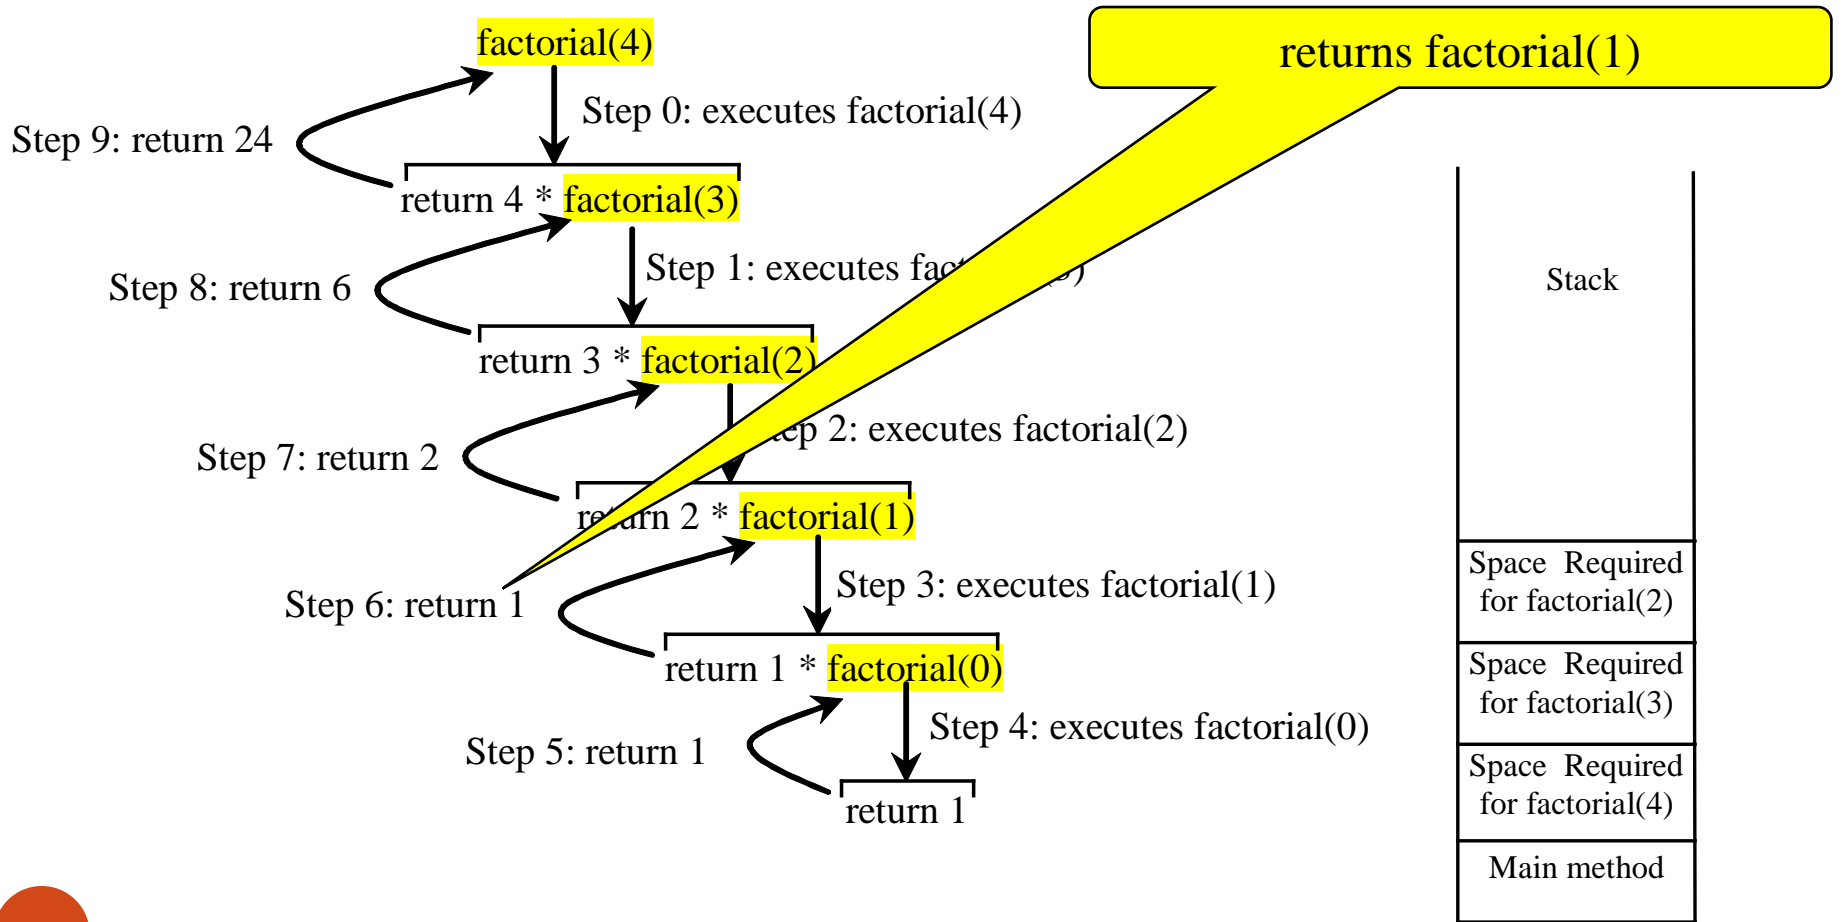 factorial(4)
returns factorial(1)
Step 0: executes factorial(4)
Step 9: return 24
return 4 * factorial(3)
Step 1: executes
Step 8: return 6
Stack
return 3 * factorial(2)
2: executes factorial(2)
Step 7: return 2
return 2 * factorial(1)
Space Required
for factorial(2)
Step 3: executes factorial(1)
Step 6: return 1
return 1 * factorial(0)
Space Required
for factorial(3)
Step 4: executes factorial(0)
Step 5: return 1
Space Required
for factorial(4)
return 1
Main method